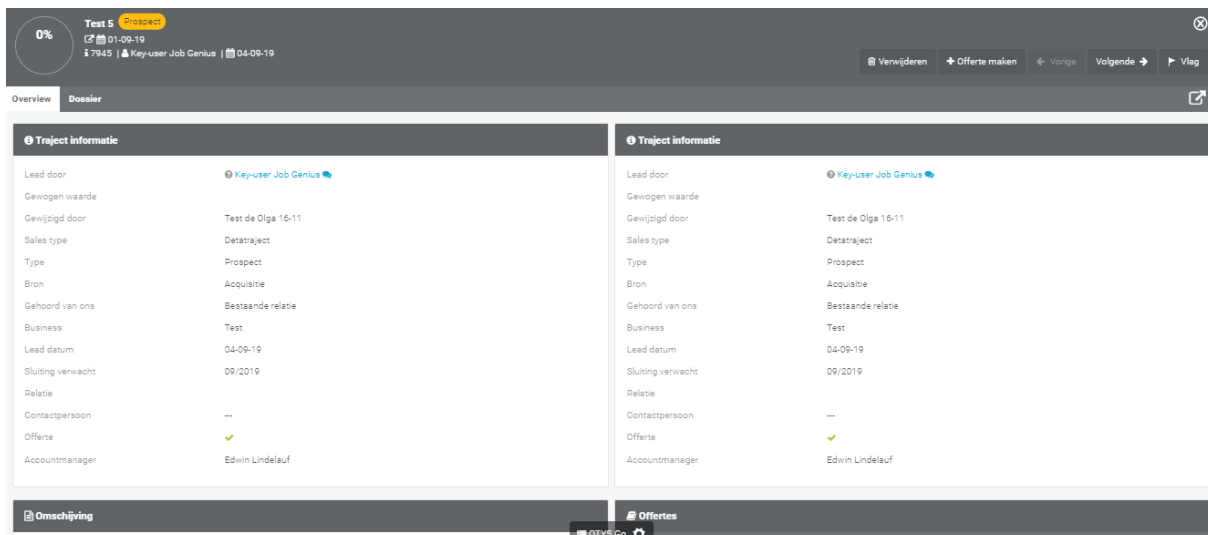 0%
Test 5 Prospect
01-09-19
7945 | Key-user Job Genius | 04-09-19
Verwijderen + Offerte maken ← Vorige Volgende → Vlag
Overview Dossier
Traject informatie
Lead door Key-user Job Genius
Gewogen waarde
Gewijzigd door Test de Olga 16-11
Sales type Detatraject
Type Prospect
Bron Acquisitie
Gehoord van ons Bestaande relatie
Business Test
Lead datum 04-09-19
Sluiting verwacht 09/2019
Relatie
Contactpersoon ---
Offerte ✔
Accountmanager Edwin Lindelauf
Traject informatie
Lead door Key-user Job Genius
Gewogen waarde
Gewijzigd door Test de Olga 16-11
Sales type Detatraject
Type Prospect
Bron Acquisitie
Gehoord van ons Bestaande relatie
Business Test
Lead datum 04-09-19
Sluiting verwacht 09/2019
Relatie
Contactpersoon ---
Offerte ✔
Accountmanager Edwin Lindelauf
Omschijving
Offertes
OTYS Go